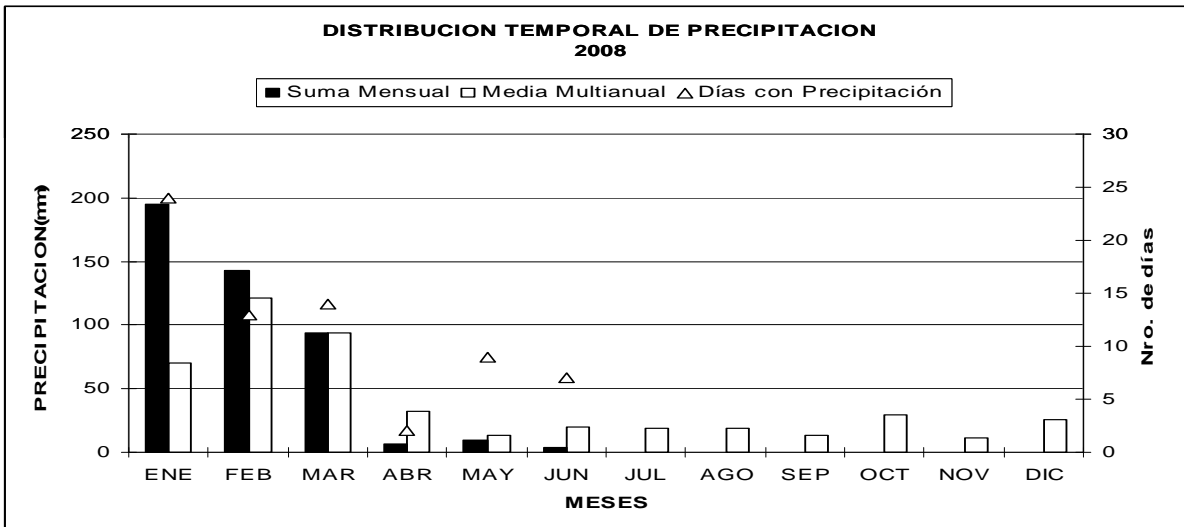 DISTRIBUCION TEMPORAL DE PRECIPITACION
2008
Suma Mensual Media Multianual Días con Precipitación
PRECIPITACION(mm)
250
200
150
100
50
0
30
25
20
15
10
5
0
Nro. de días
ENE FEB MAR ABR MAY JUN JUL AGO SEP OCT NOV DIC
MESES